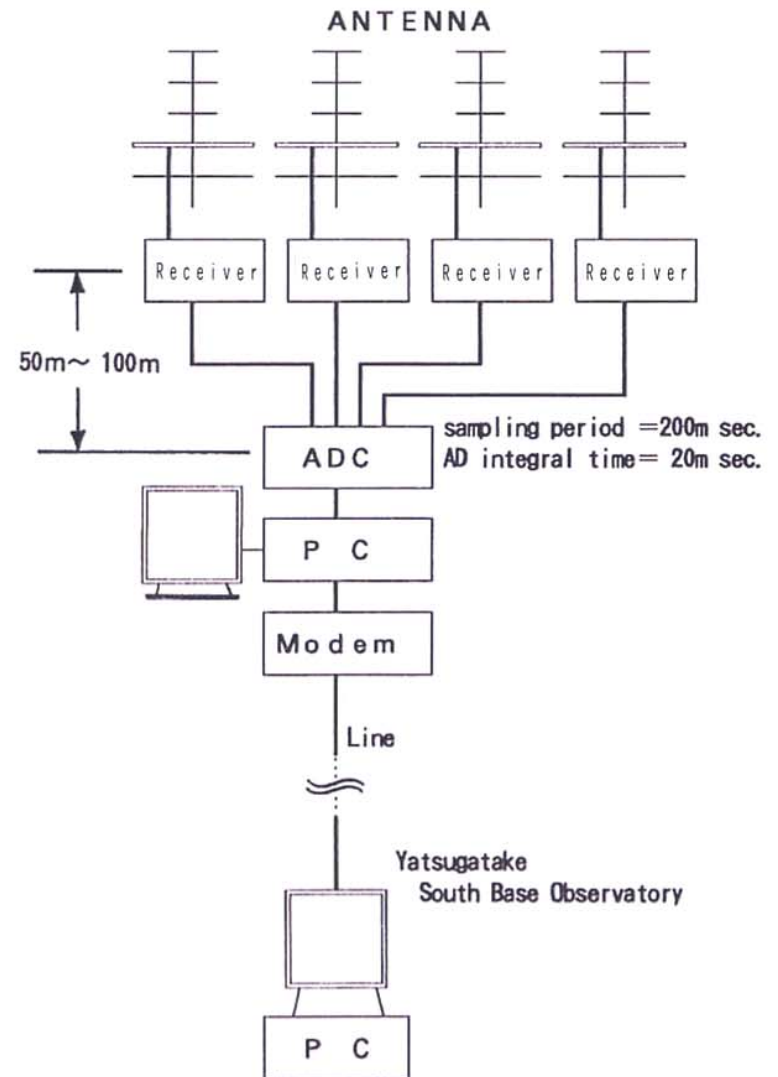 ANTENNA
Receiver Receiver Receiver Receiver
50m～ 100m
sampling period =200m sec.
ADC
AD integral time= 20m sec.
P C
Modem
Line
Yatsugatake
South Base Observatory
P C